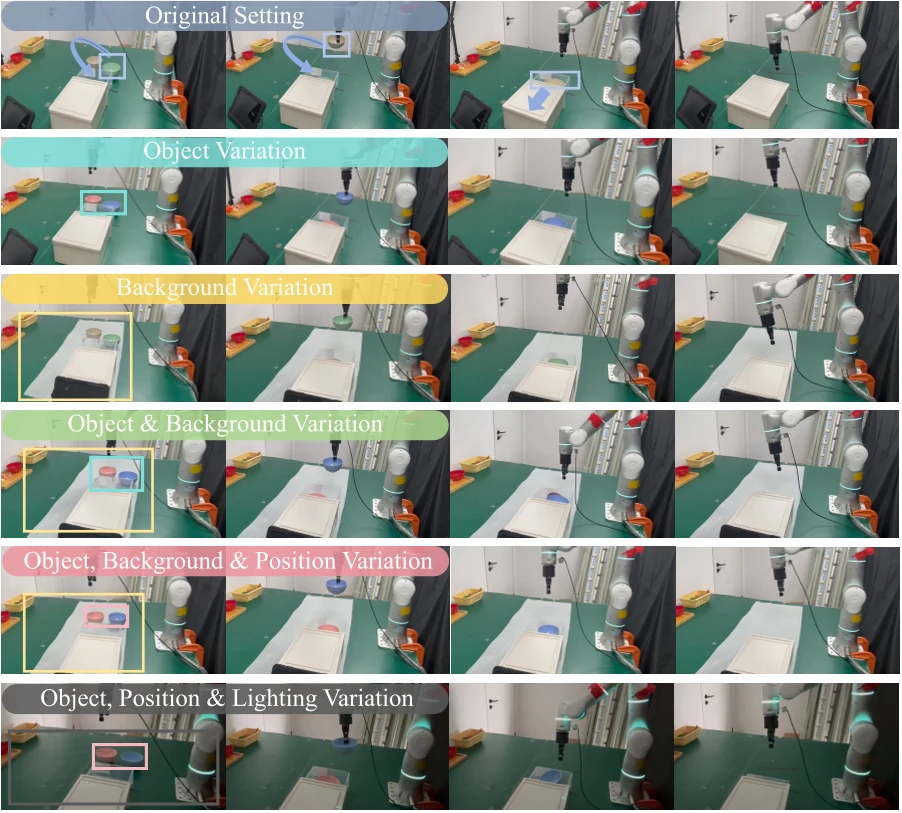 Original Setting
Object Variation
Background Variation
Object & Background Variation
Object, Background & Position Variation
Object, Position & Lighting Variation